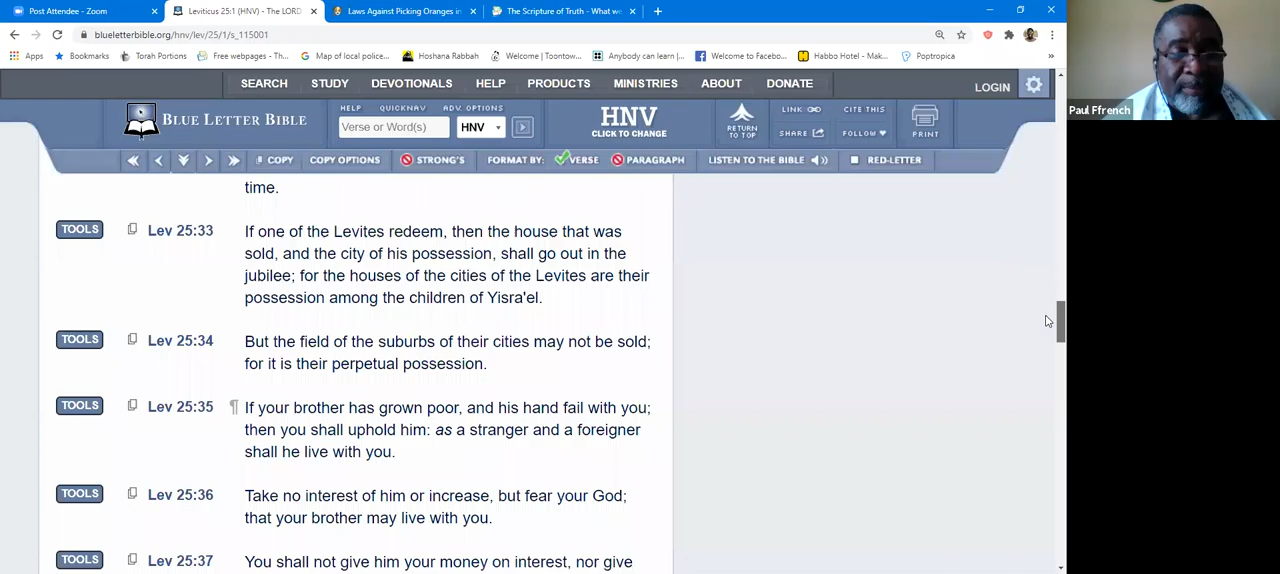 Post Attendee - Zoom
Leviticus 25:1 (HNV) - The LORD
Laws Against Picking Oranges in
The Scripture of Truth - What we
blueletterbible.org/hnv/lev/25/1/s_115001
Apps
Bookmarks
Torah Portions
Free webpages - Th...
Map of local police...
Hoshana Rabbah
Welcome | Toontow...
Anybody can learn |...
Welcome to Facebo...
Habbo Hotel - Mak...
Poptropica
SEARCH STUDY DEVOTIONALS HELP PRODUCTS MINISTRIES ABOUT DONATE
LOGIN
BLUE LETTER BIBLE
HELP QUICKNAV ADV. OPTIONS
Verse or Word(s)
HNV
HNV
CLICK TO CHANGE
RETURN
TO TOP
LINK
CITE THIS
SHARE
FOLLOW
PRINT
COPY COPY OPTIONS STRONG'S FORMAT BY: VERSE PARAGRAPH LISTEN TO THE BIBLE RED-LETTER
time.
TOOLS Lev 25:33 If one of the Levites redeem, then the house that was
sold, and the city of his possession, shall go out in the
jubilee; for the houses of the cities of the Levites are their
possession among the children of Yisra'el.
TOOLS Lev 25:34 But the field of the suburbs of their cities may not be sold;
for it is their perpetual possession.
TOOLS Lev 25:35 ¶ If your brother has grown poor, and his hand fail with you;
then you shall uphold him: as a stranger and a foreigner
shall he live with you.
TOOLS Lev 25:36 Take no interest of him or increase, but fear your God;
that your brother may live with you.
TOOLS Lev 25:37 You shall not give him your money on interest, nor give
Paul Ffrench